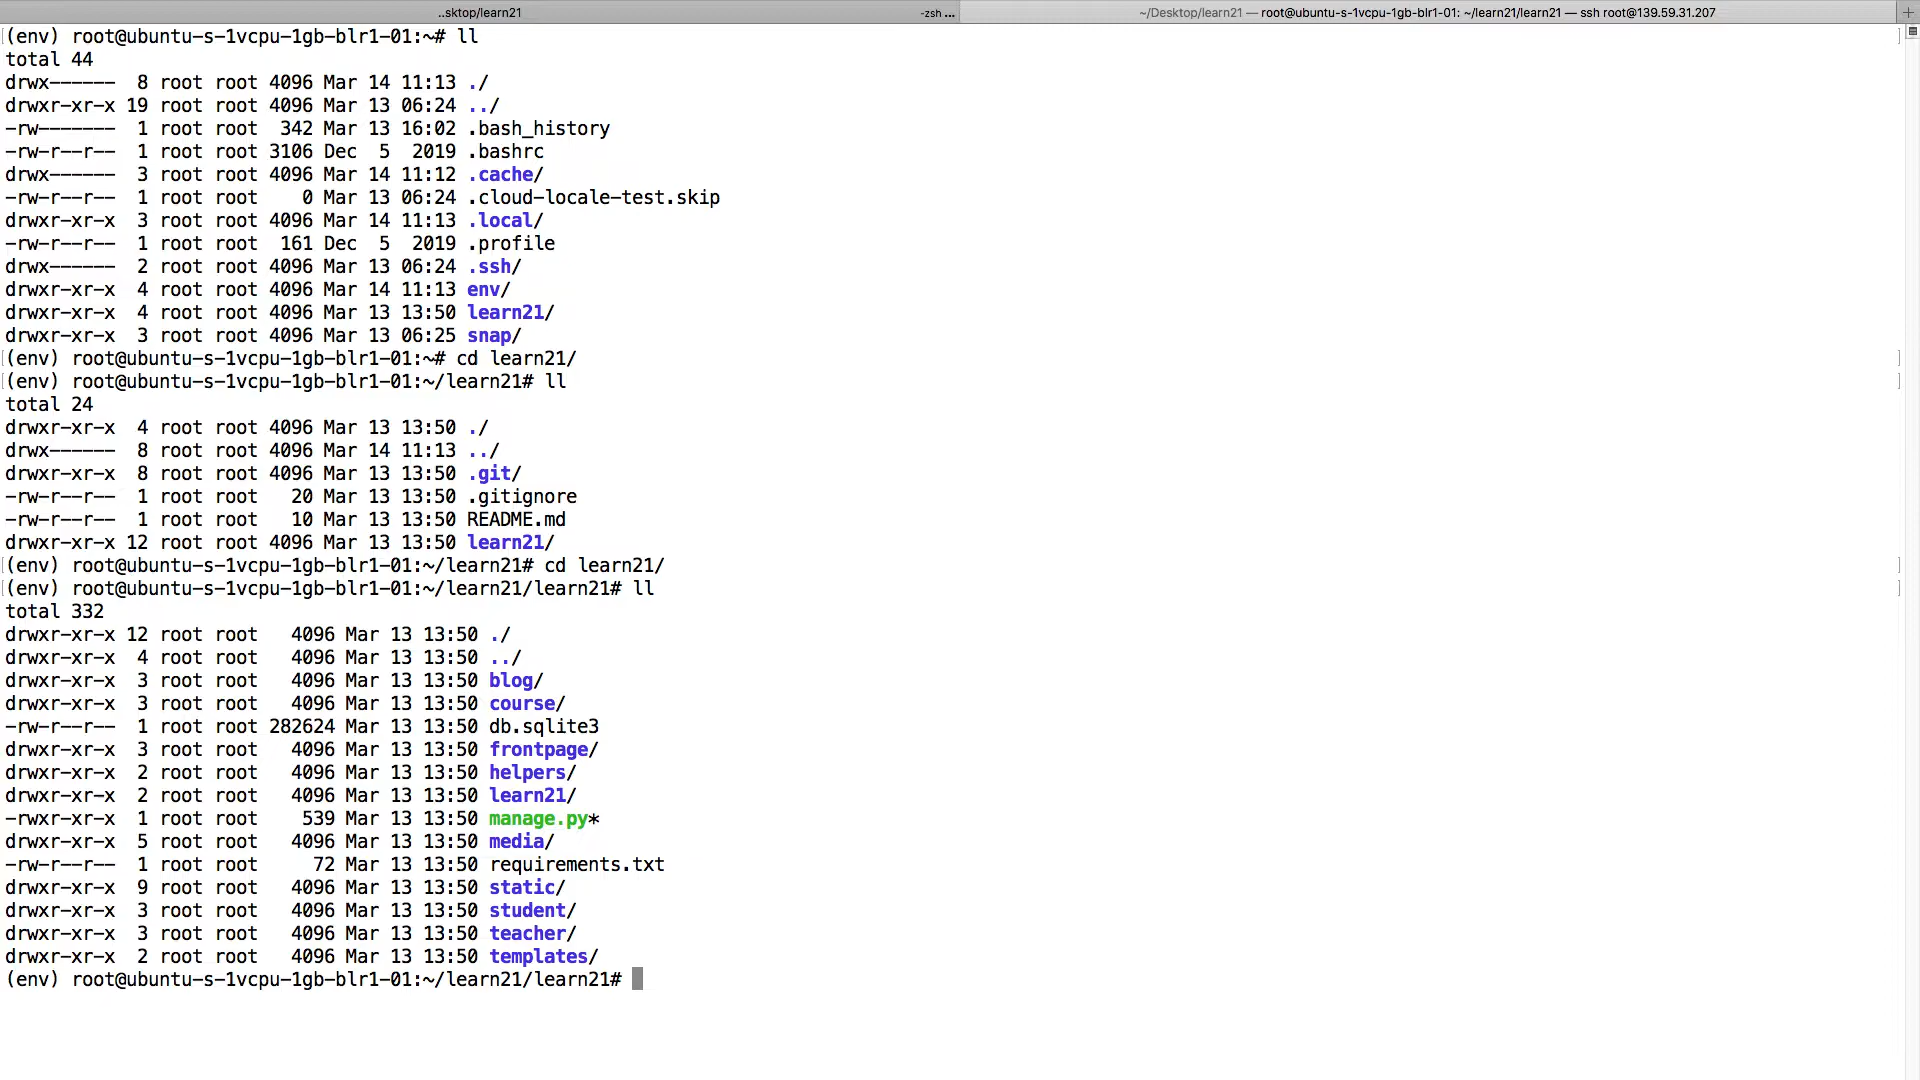 ..sktop/learn21
-zsh ...
~/Desktop/learn21 — root@ubuntu-s-1vcpu-1gb-blr1-01: ~/learn21/learn21 — ssh root@139.59.31.207
(env) root@ubuntu-s-1vcpu-1gb-blr1-01:~# ll
total 44
drwx------  8 root root 4096 Mar 14 11:13 ./
drwxr-xr-x 19 root root 4096 Mar 13 06:24 ../
-rw-------  1 root root  342 Mar 13 16:02 .bash_history
-rw-r--r--  1 root root 3106 Dec  5  2019 .bashrc
drwx------  3 root root 4096 Mar 14 11:12 .cache/
-rw-r--r--  1 root root    0 Mar 13 06:24 .cloud-locale-test.skip
drwxr-xr-x  3 root root 4096 Mar 14 11:13 .local/
-rw-r--r--  1 root root  161 Dec  5  2019 .profile
drwx------  2 root root 4096 Mar 13 06:24 .ssh/
drwxr-xr-x  4 root root 4096 Mar 14 11:13 env/
drwxr-xr-x  4 root root 4096 Mar 13 13:50 learn21/
drwxr-xr-x  3 root root 4096 Mar 13 06:25 snap/
(env) root@ubuntu-s-1vcpu-1gb-blr1-01:~# cd learn21/
(env) root@ubuntu-s-1vcpu-1gb-blr1-01:~/learn21# ll
total 24
drwxr-xr-x  4 root root 4096 Mar 13 13:50 ./
drwx------  8 root root 4096 Mar 14 11:13 ../
drwxr-xr-x  8 root root 4096 Mar 13 13:50 .git/
-rw-r--r--  1 root root   20 Mar 13 13:50 .gitignore
-rw-r--r--  1 root root   10 Mar 13 13:50 README.md
drwxr-xr-x 12 root root 4096 Mar 13 13:50 learn21/
(env) root@ubuntu-s-1vcpu-1gb-blr1-01:~/learn21# cd learn21/
(env) root@ubuntu-s-1vcpu-1gb-blr1-01:~/learn21/learn21# ll
total 332
drwxr-xr-x 12 root root   4096 Mar 13 13:50 ./
drwxr-xr-x  4 root root   4096 Mar 13 13:50 ../
drwxr-xr-x  3 root root   4096 Mar 13 13:50 blog/
drwxr-xr-x  3 root root   4096 Mar 13 13:50 course/
-rw-r--r--  1 root root 282624 Mar 13 13:50 db.sqlite3
drwxr-xr-x  3 root root   4096 Mar 13 13:50 frontpage/
drwxr-xr-x  2 root root   4096 Mar 13 13:50 helpers/
drwxr-xr-x  2 root root   4096 Mar 13 13:50 learn21/
-rwxr-xr-x  1 root root    539 Mar 13 13:50 manage.py*
drwxr-xr-x  5 root root   4096 Mar 13 13:50 media/
-rw-r--r--  1 root root     72 Mar 13 13:50 requirements.txt
drwxr-xr-x  9 root root   4096 Mar 13 13:50 static/
drwxr-xr-x  3 root root   4096 Mar 13 13:50 student/
drwxr-xr-x  3 root root   4096 Mar 13 13:50 teacher/
drwxr-xr-x  2 root root   4096 Mar 13 13:50 templates/
(env) root@ubuntu-s-1vcpu-1gb-blr1-01:~/learn21/learn21#